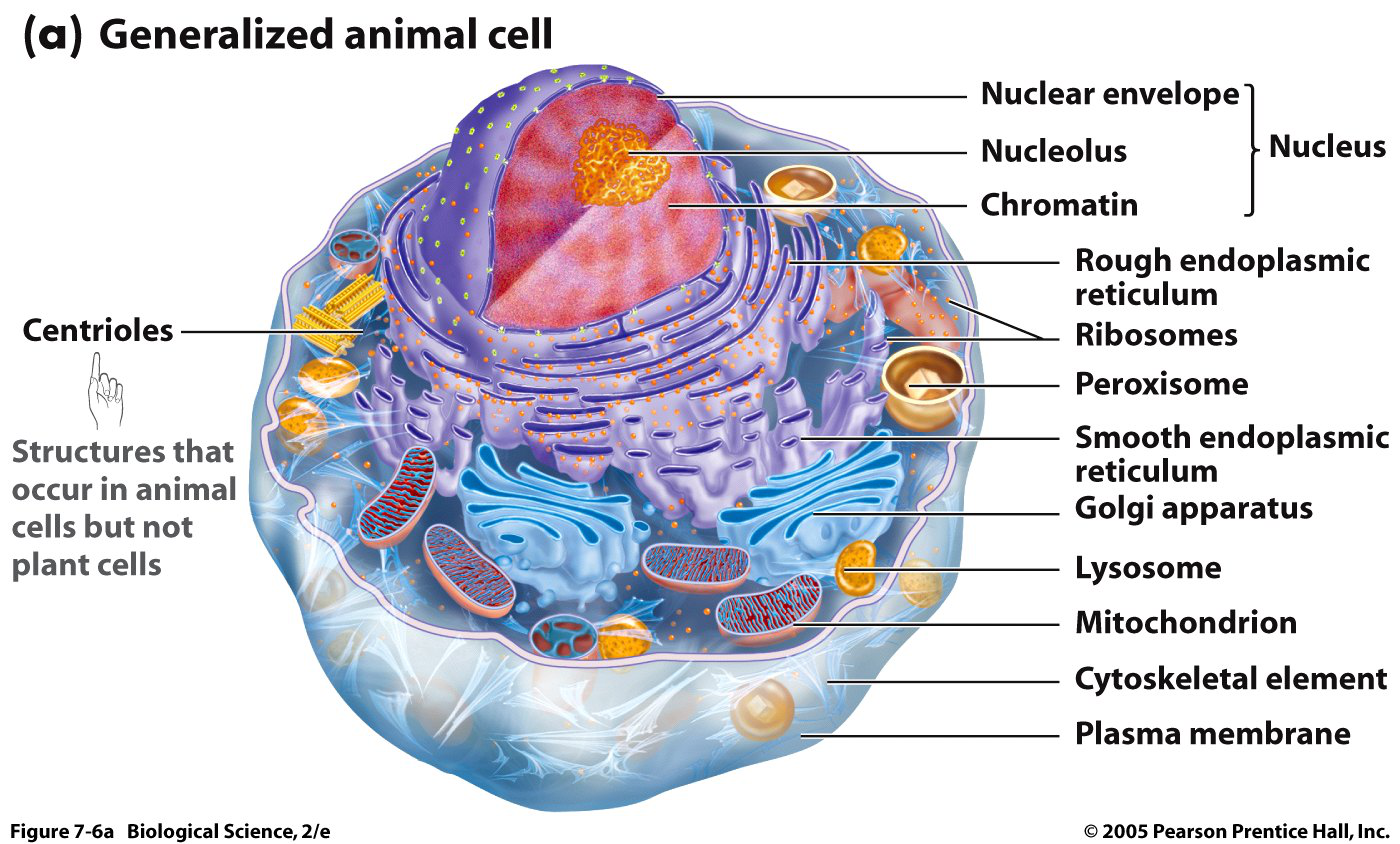 (a) Generalized animal cell
Nuclear envelope
Nucleolus
Chromatin
Nucleus
Rough endoplasmic
reticulum
Ribosomes
Peroxisome
Smooth endoplasmic
reticulum
Golgi apparatus
Lysosome
Mitochondrion
Cytoskeletal element
Plasma membrane
Centrioles
Structures that
occur in animal
cells but not
plant cells
Figure 7-6a Biological Science, 2/e
© 2005 Pearson Prentice Hall, Inc.